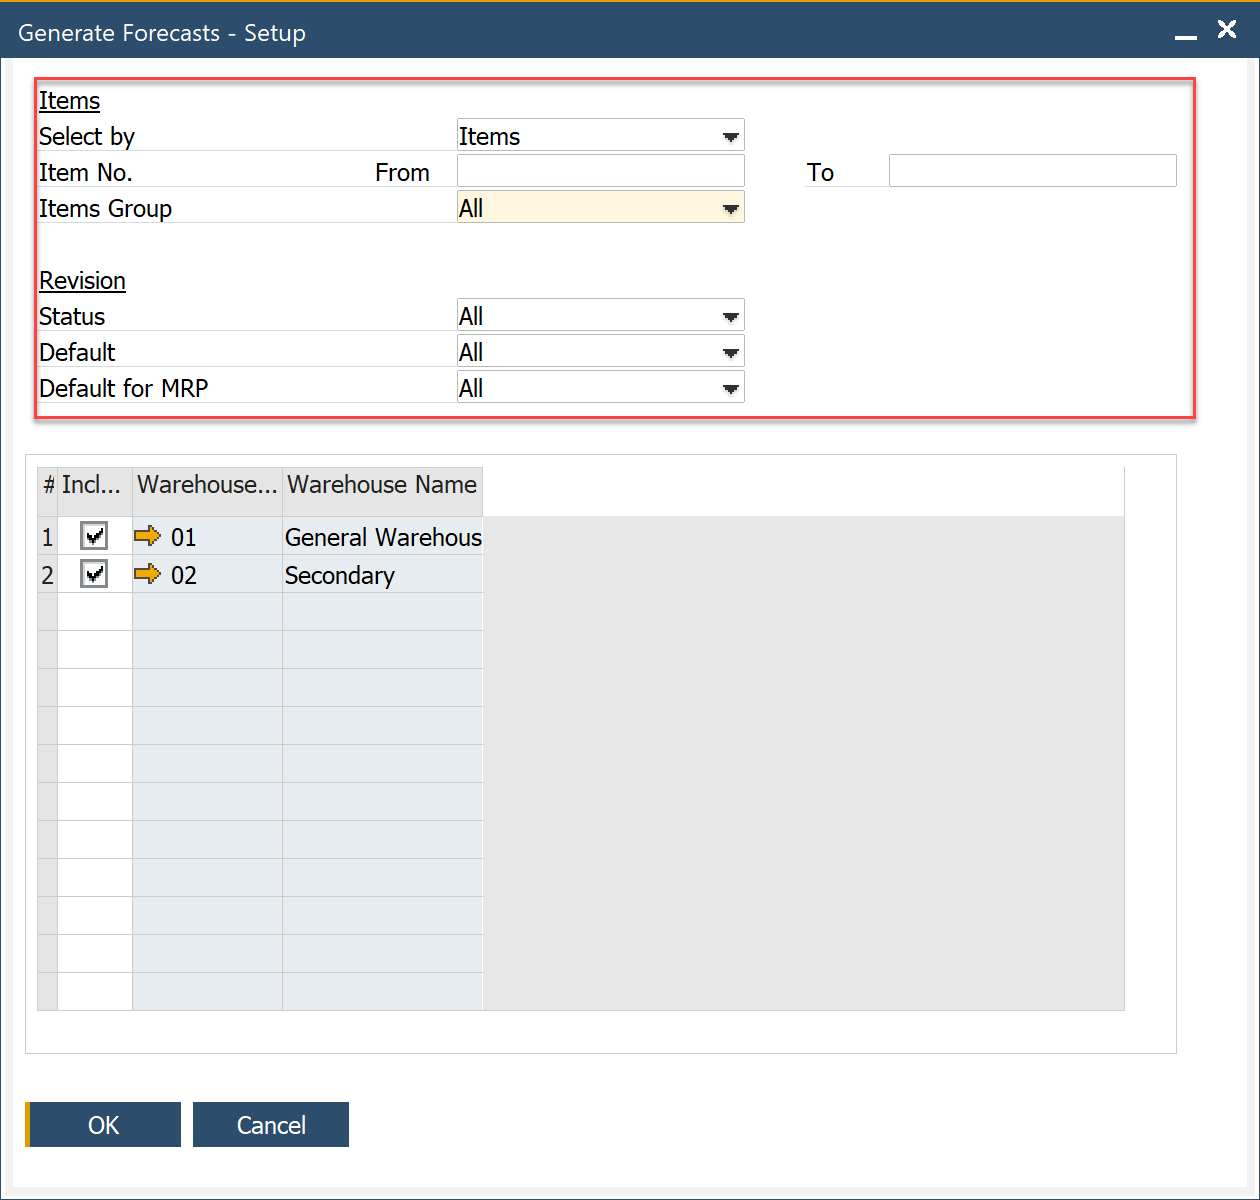 Generate Forecasts - Setup
Items
Select by Items
Item No. From To
Items Group All
Revision
Status All
Default All
Default for MRP All
# Incl... Warehouse... Warehouse Name
1 01 General Warehous
2 02 Secondary
OK Cancel